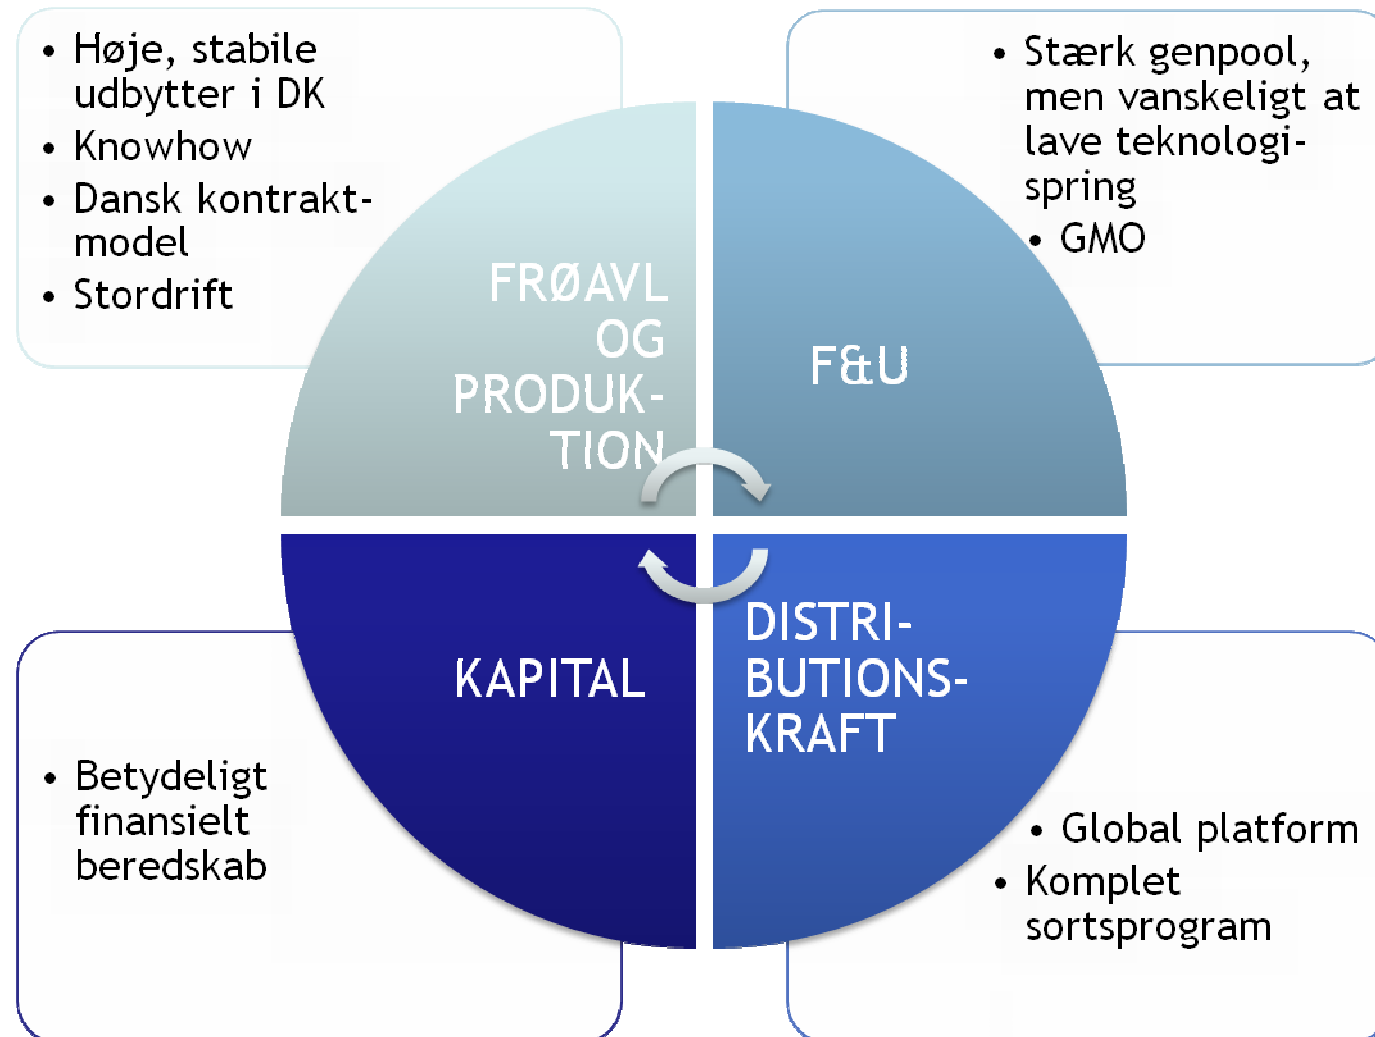 • Høje, stabile
udbytter i DK
• Knowhow
• Dansk kontrakt-
model
• Stordrift
• Stærk genpool,
men vanskeligt at
lave teknologi-
spring
• GMO
FRØAVL
OG
PRODUK-
TION
F&U
KAPITAL
DISTRI-
BUTIONS-
KRAFT
• Betydeligt
finansielt
beredskab
• Global platform
• Komplet
sortsprogram